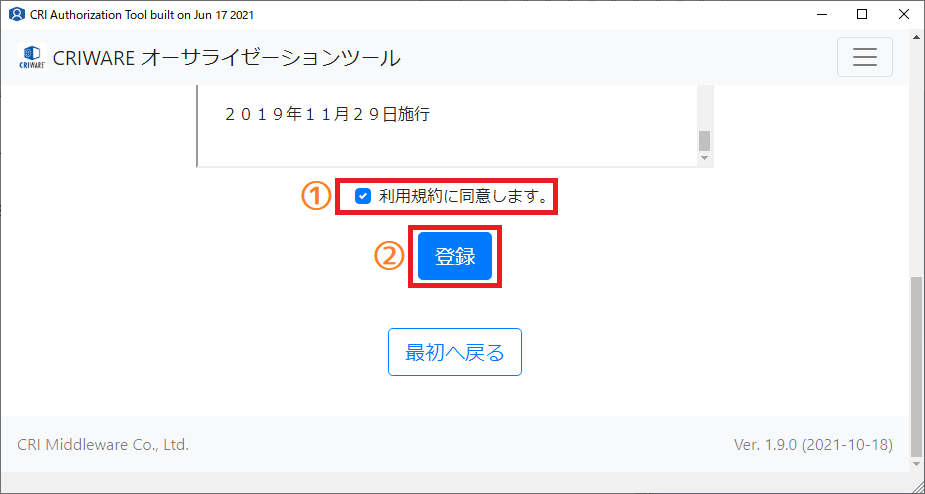 CRI Authorization Tool built on Jun 17 2021
CRIWARE CRIWARE オーサライゼーションツール
２０１９年１１月２９日施行
① 利用規約に同意します。
② 登録
最初へ戻る
CRI Middleware Co., Ltd.
Ver. 1.9.0 (2021-10-18)